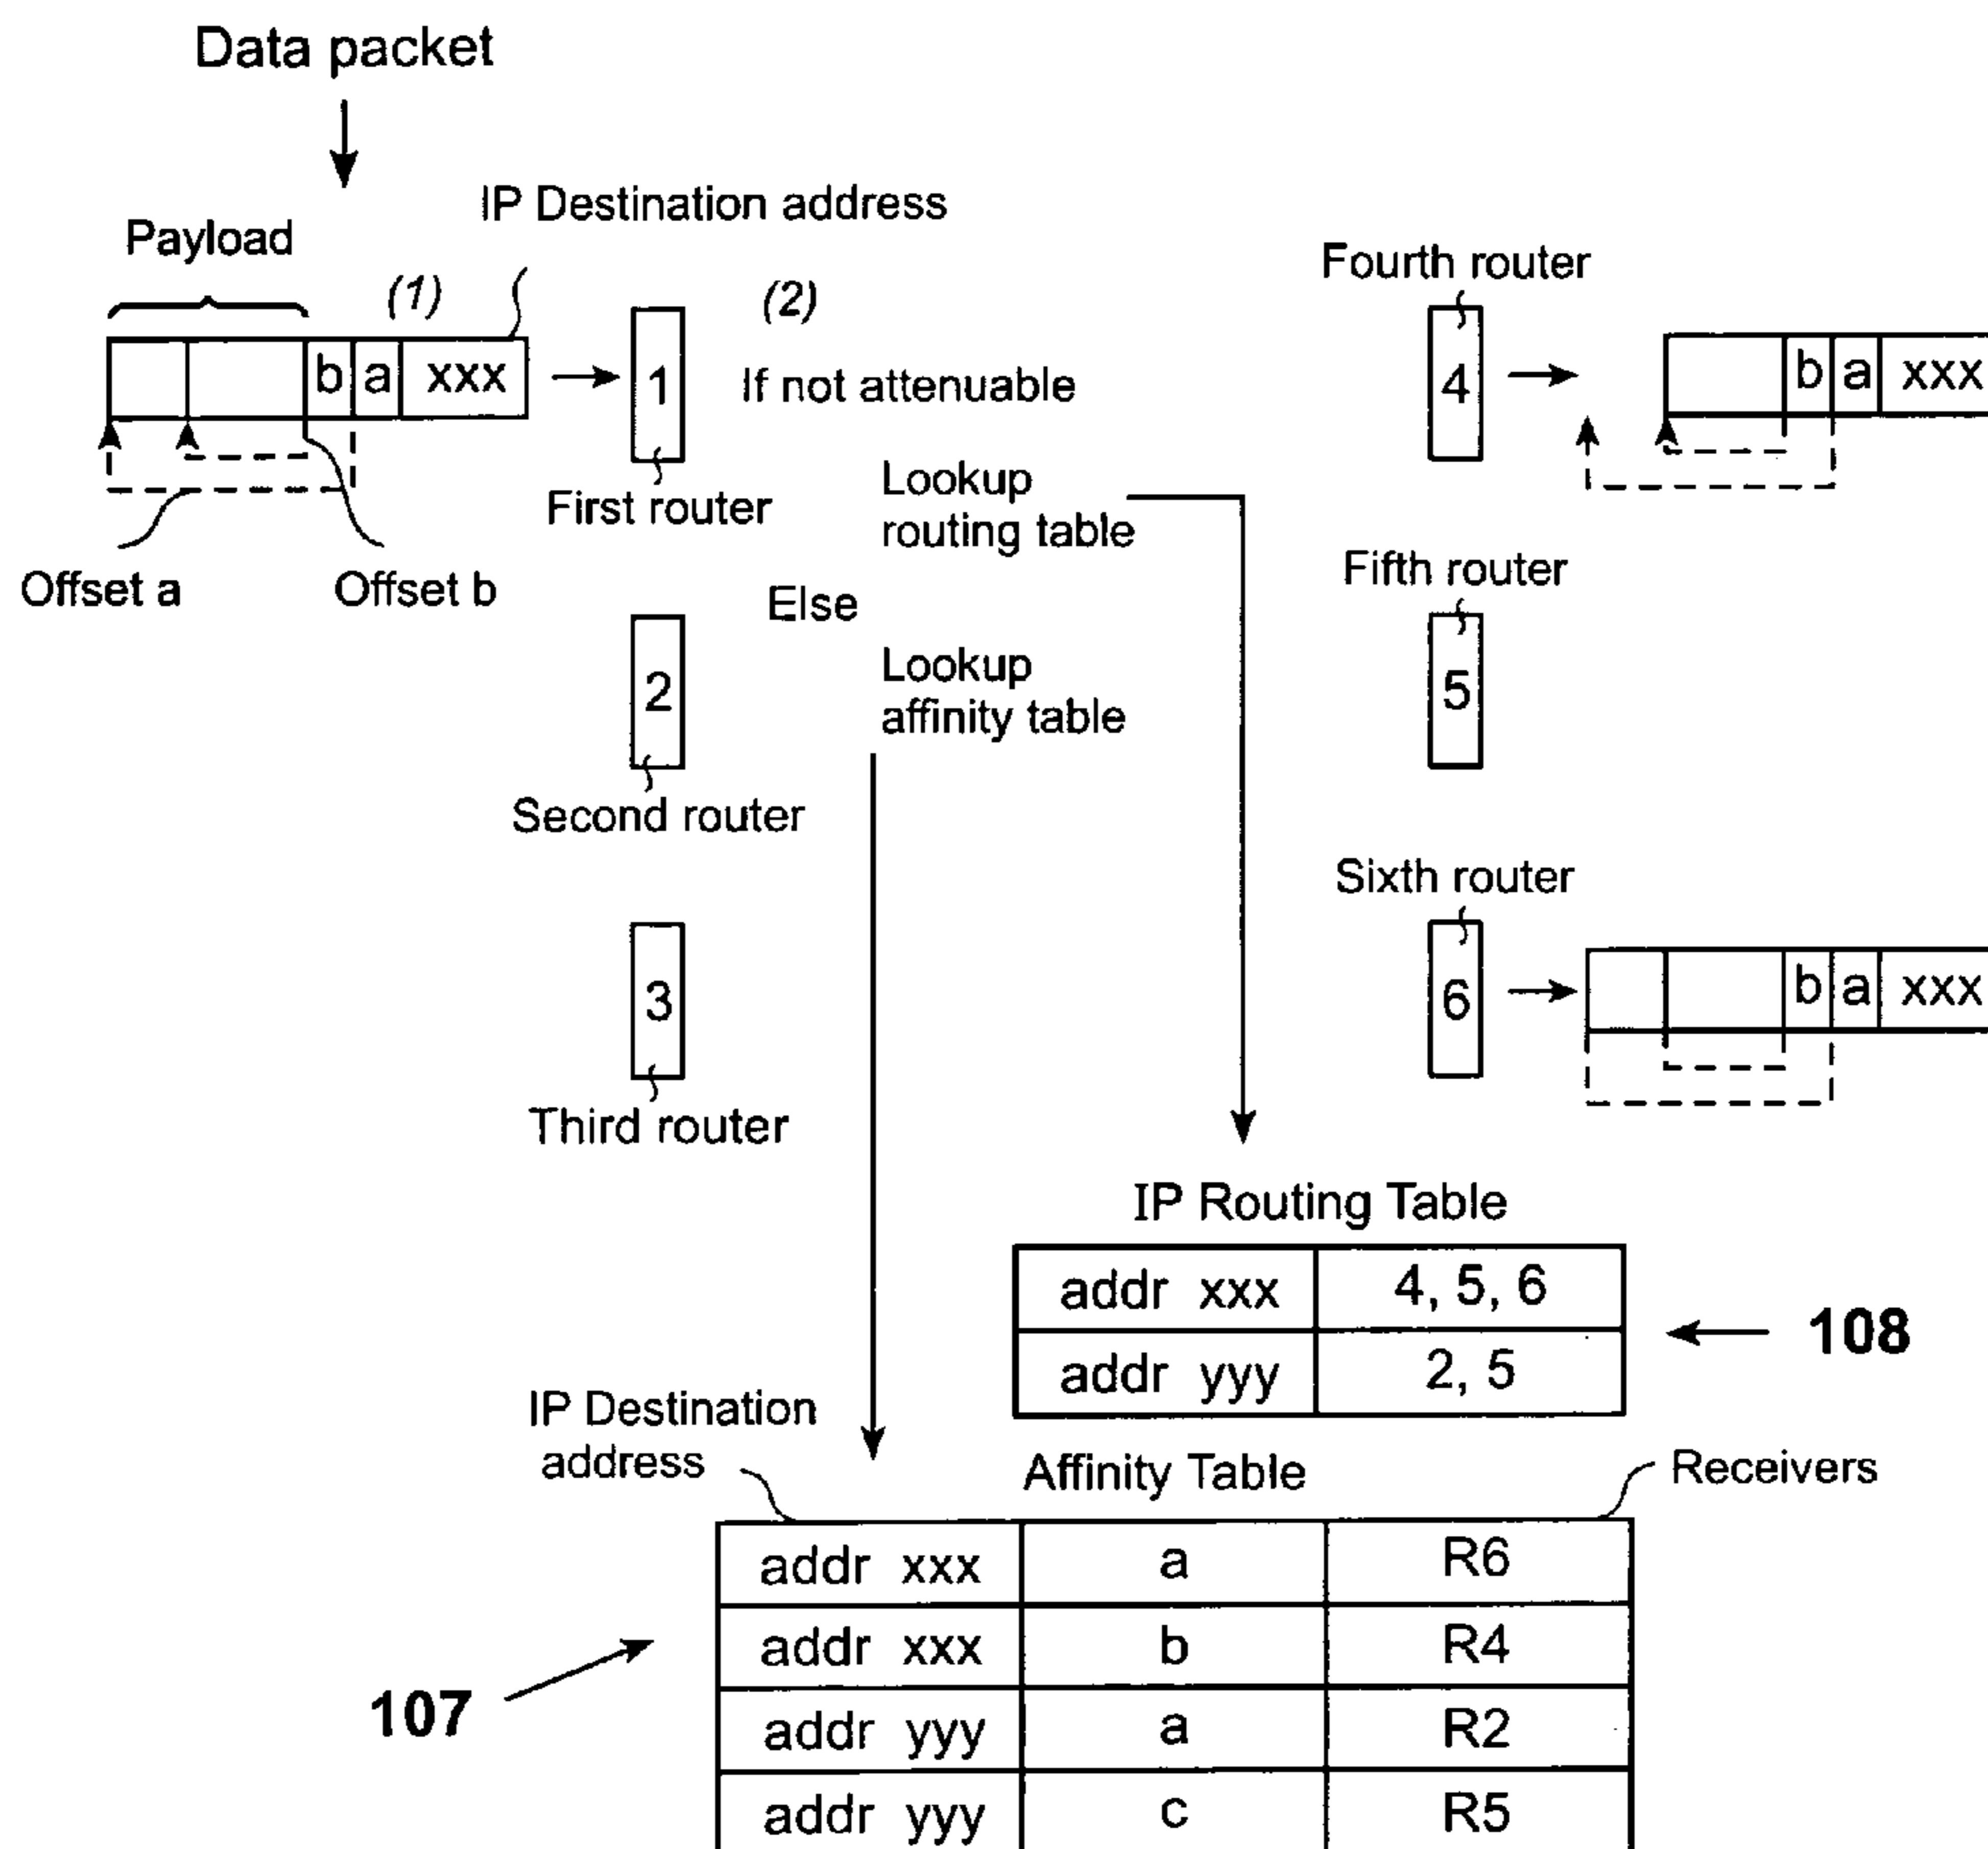 Data packet
IP Destination address
Payload
(1)
(2)
b a xxx
1
If not attenuable
First router
Lookup
routing table
Offset a
Offset b
Else
2
Lookup
affinity table
Second router
3
Third router
Fourth router
4
b a xxx
Fifth router
5
Sixth router
6
b a xxx
IP Routing Table
addr xxx 4, 5, 6
addr yyy 2, 5
108
IP Destination
address
Affinity Table
Receivers
addr xxx a R6
addr xxx b R4
addr yyy a R2
addr yyy c R5
107